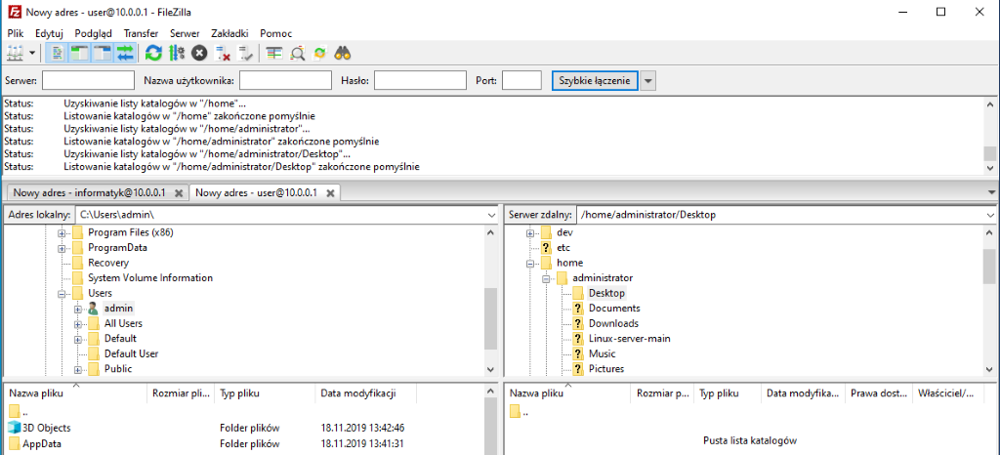 Nowy adres - user@10.0.0.1 - FileZilla
Plik Edytuj Podgląd Transfer Serwer Zakładki Pomoc
Serwer: Nazwa użytkownika: Hasło: Port: Szybkie łączenie
Status: Uzyskiwanie listy katalogów w "/home"...
Status: Listowanie katalogów w "/home" zakończone pomyślnie
Status: Uzyskiwanie listy katalogów w "/home/administrator"...
Status: Listowanie katalogów w "/home/administrator" zakończone pomyślnie
Status: Uzyskiwanie listy katalogów w "/home/administrator/Desktop"...
Status: Listowanie katalogów w "/home/administrator/Desktop" zakończone pomyślnie
Nowy adres - informatyk@10.0.0.1 Nowy adres - user@10.0.0.1
Adres lokalny: C:\Users\admin\
Program Files (x86)
ProgramData
Recovery
System Volume Information
Users
admin
All Users
Default
Default User
Public
Nazwa pliku Rozmiar pli... Typ pliku Data modyfikacji
..
3D Objects Folder plików 18.11.2019 13:42:46
AppData Folder plików 18.11.2019 13:41:31
Serwer zdalny: /home/administrator/Desktop
dev
? etc
home
administrator
Desktop
? Documents
? Downloads
? Linux-server-main
? Music
? Pictures
Nazwa pliku Rozmiar p... Typ pliku Data modyfika... Prawa dost... Właściciel/...
..
Pusta lista katalogów